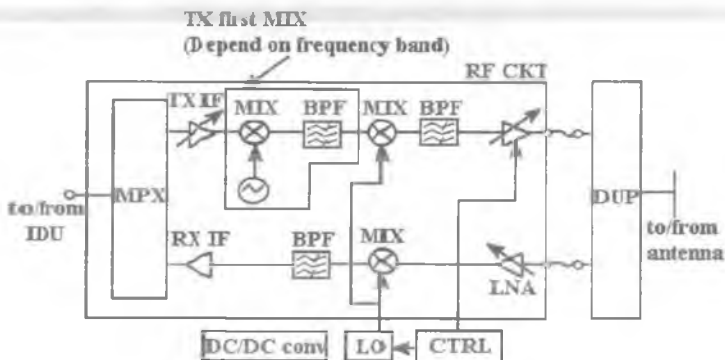 TX first MIX
(Depend on frequency band)
RF CKT
TX IF
MIX
BPF
MIX
BPF
MPX
DUP
to/from
IDU
to/from
antenna
RX IF
BPF
MIX
LNA
DC/DC conv
LO
CTRL